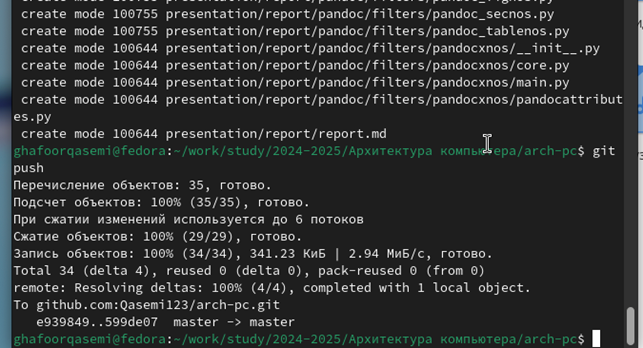 create mode 100755 presentation/report/pandoc/filters/pandoc_secnos.py
create mode 100755 presentation/report/pandoc/filters/pandoc_tablenos.py
create mode 100644 presentation/report/pandoc/filters/pandocxnos/__init__.py
create mode 100644 presentation/report/pandoc/filters/pandocxnos/core.py
create mode 100644 presentation/report/pandoc/filters/pandocxnos/main.py
create mode 100644 presentation/report/pandoc/filters/pandocxnos/pandocattribut
es.py
create mode 100644 presentation/report/report.md
ghafoorqasemi@fedora:~/work/study/2024-2025/Архитектура компьютера/arch-pc$ git
push
Перечисление объектов: 35, готово.
Подсчет объектов: 100% (35/35), готово.
При сжатии изменений используется до 6 потоков
Сжатие объектов: 100% (29/29), готово.
Запись объектов: 100% (34/34), 341.23 КиБ | 2.94 МиБ/с, готово.
Total 34 (delta 4), reused 0 (delta 0), pack-reused 0 (from 0)
remote: Resolving deltas: 100% (4/4), completed with 1 local object.
To github.com:Qasemi123/arch-pc.git
e939849..599de07  master -> master
ghafoorqasemi@fedora:~/work/study/2024-2025/Архитектура компьютера/arch-pc$